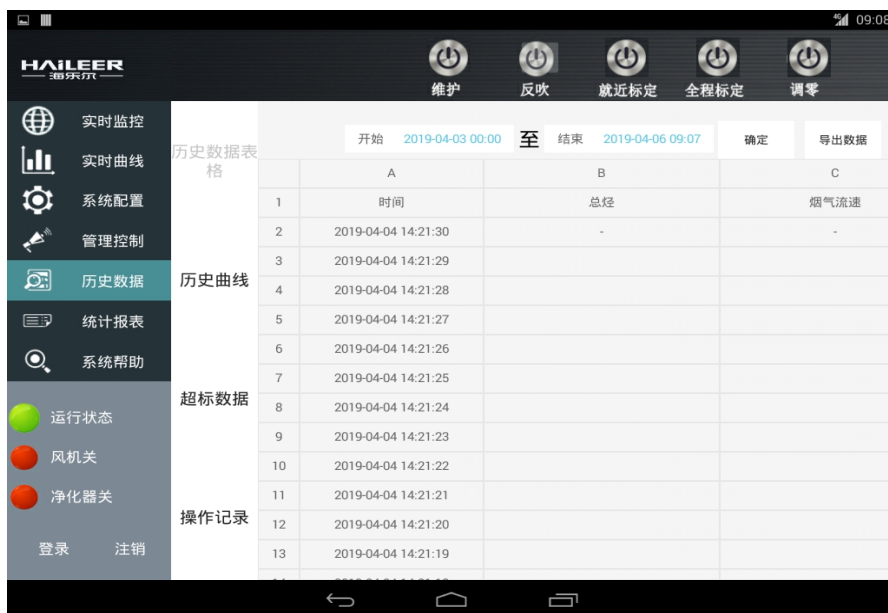 4G 09:08
HAiLEER
海乐尔
维护 反吹 就近标定 全程标定 调零
实时监控
实时曲线
系统配置
管理控制
历史数据
统计报表
系统帮助
运行状态
风机关
净化器关
登录 注销
历史数据表
格
历史曲线
超标数据
操作记录
开始 2019-04-03 00:00 至 结束 2019-04-06 09:07 确定 导出数据
A B C
1 时间 总烃 烟气流速
2 2019-04-04 14:21:30 - -
3 2019-04-04 14:21:29
4 2019-04-04 14:21:28
5 2019-04-04 14:21:27
6 2019-04-04 14:21:26
7 2019-04-04 14:21:25
8 2019-04-04 14:21:24
9 2019-04-04 14:21:23
10 2019-04-04 14:21:22
11 2019-04-04 14:21:21
12 2019-04-04 14:21:20
13 2019-04-04 14:21:19